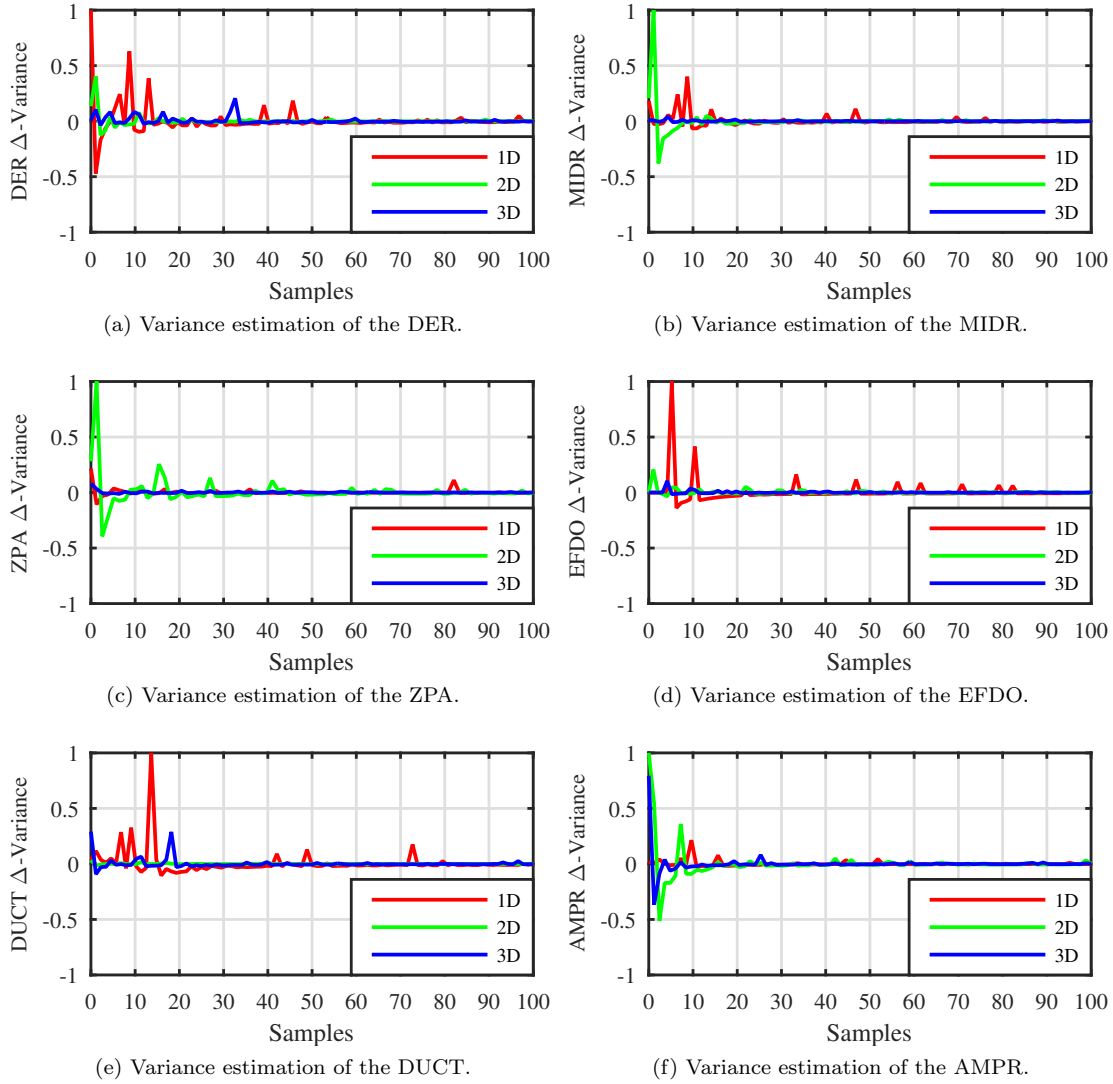 1
0.5
0
-0.5
-1
DER Δ-Variance
1D
2D
3D
0 10 20 30 40 50 60 70 80 90 100
Samples
(a) Variance estimation of the DER.
1
0.5
0
-0.5
-1
MIDR Δ-Variance
1D
2D
3D
0 10 20 30 40 50 60 70 80 90 100
Samples
(b) Variance estimation of the MIDR.
1
0.5
0
-0.5
-1
ZPA Δ-Variance
1D
2D
3D
0 10 20 30 40 50 60 70 80 90 100
Samples
(c) Variance estimation of the ZPA.
1
0.5
0
-0.5
-1
EFDO Δ-Variance
1D
2D
3D
0 10 20 30 40 50 60 70 80 90 100
Samples
(d) Variance estimation of the EFDO.
1
0.5
0
-0.5
-1
DUCT Δ-Variance
1D
2D
3D
0 10 20 30 40 50 60 70 80 90 100
Samples
(e) Variance estimation of the DUCT.
1
0.5
0
-0.5
-1
AMPR Δ-Variance
1D
2D
3D
0 10 20 30 40 50 60 70 80 90 100
Samples
(f) Variance estimation of the AMPR.